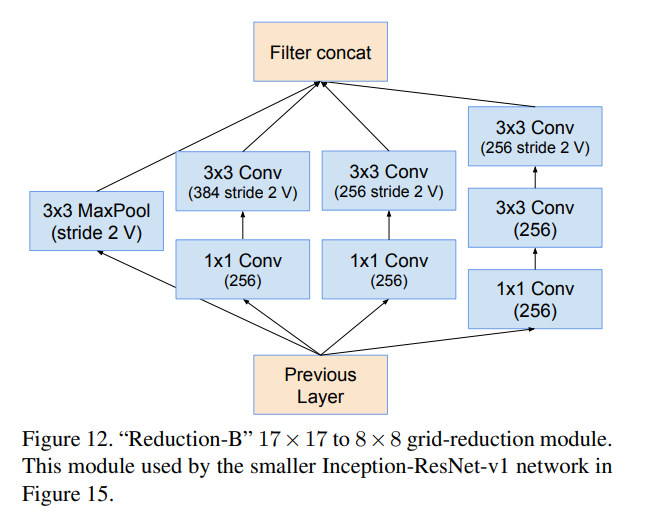 Filter concat
3x3 MaxPool
(stride 2 V)
3x3 Conv
(384 stride 2 V)
1x1 Conv
(256)
3x3 Conv
(256 stride 2 V)
1x1 Conv
(256)
3x3 Conv
(256 stride 2 V)
3x3 Conv
(256)
1x1 Conv
(256)
Previous
Layer
Figure 12. “Reduction-B” 17 × 17 to 8 × 8 grid-reduction module.
This module used by the smaller Inception-ResNet-v1 network in
Figure 15.